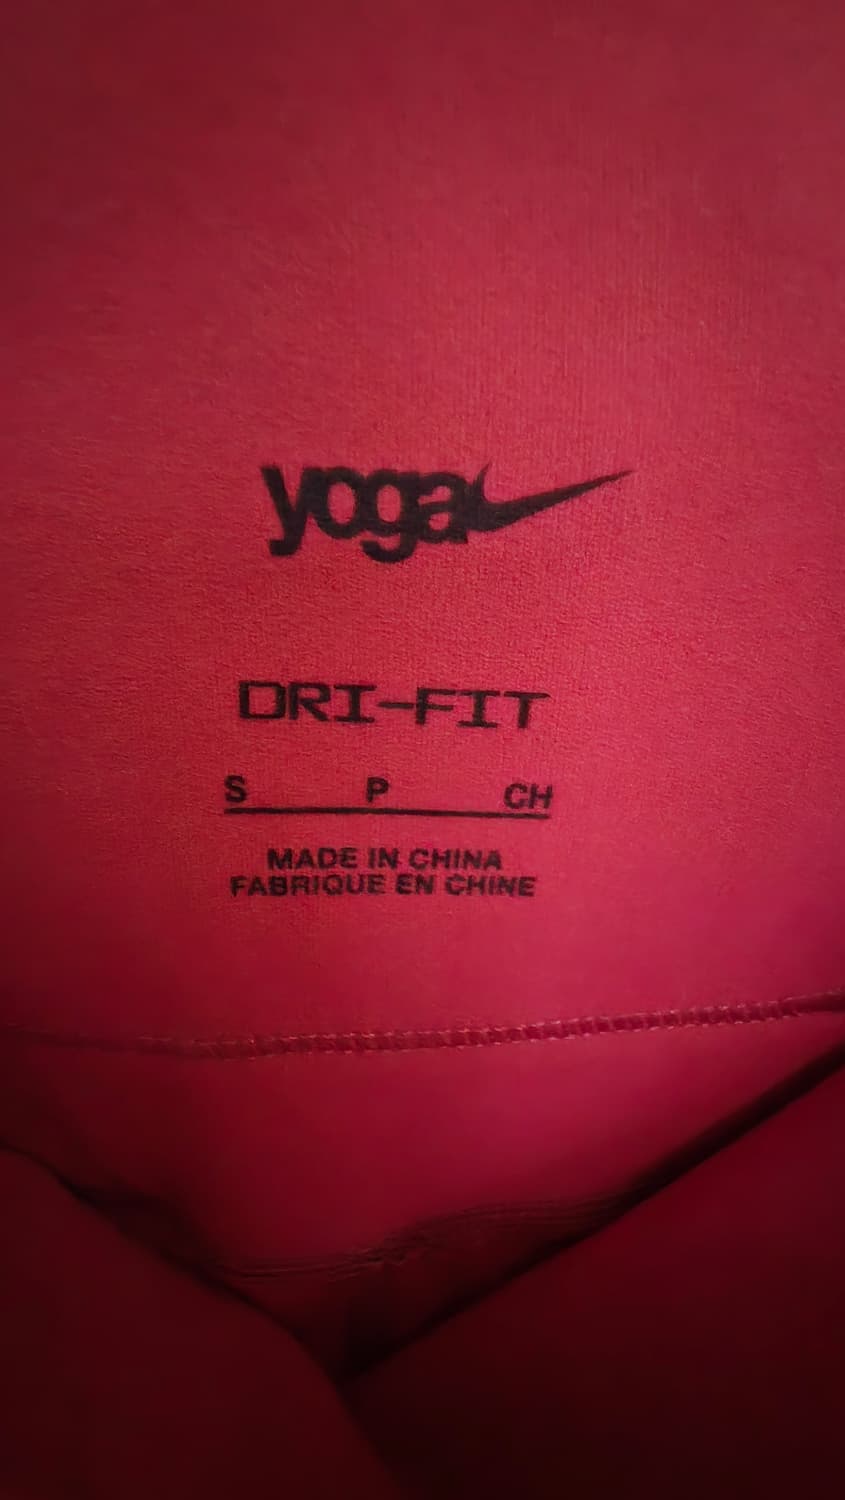 yoga
DRI-FIT
S P CH
MADE IN CHINA
FABRIQUE EN CHINE